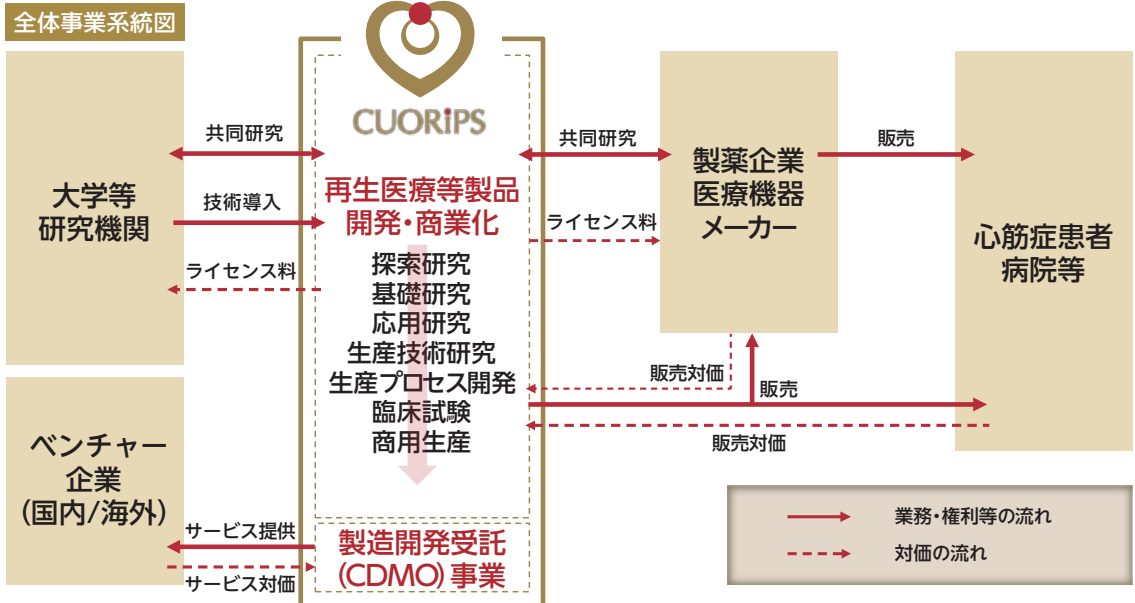 全体事業系統図
大学等
研究機関
共同研究
技術導入
ライセンス料
CUORiPS
再生医療等製品
開発・商業化
探索研究
基礎研究
応用研究
生産技術研究
生産プロセス開発
臨床試験
商用生産
共同研究
ライセンス料
製薬企業
医療機器
メーカー
販売
心筋症患者
病院等
販売対価
販売
販売対価
ベンチャー
企業
(国内/海外)
サービス提供
サービス対価
製造開発受託
(CDMO)事業
業務・権利等の流れ
対価の流れ